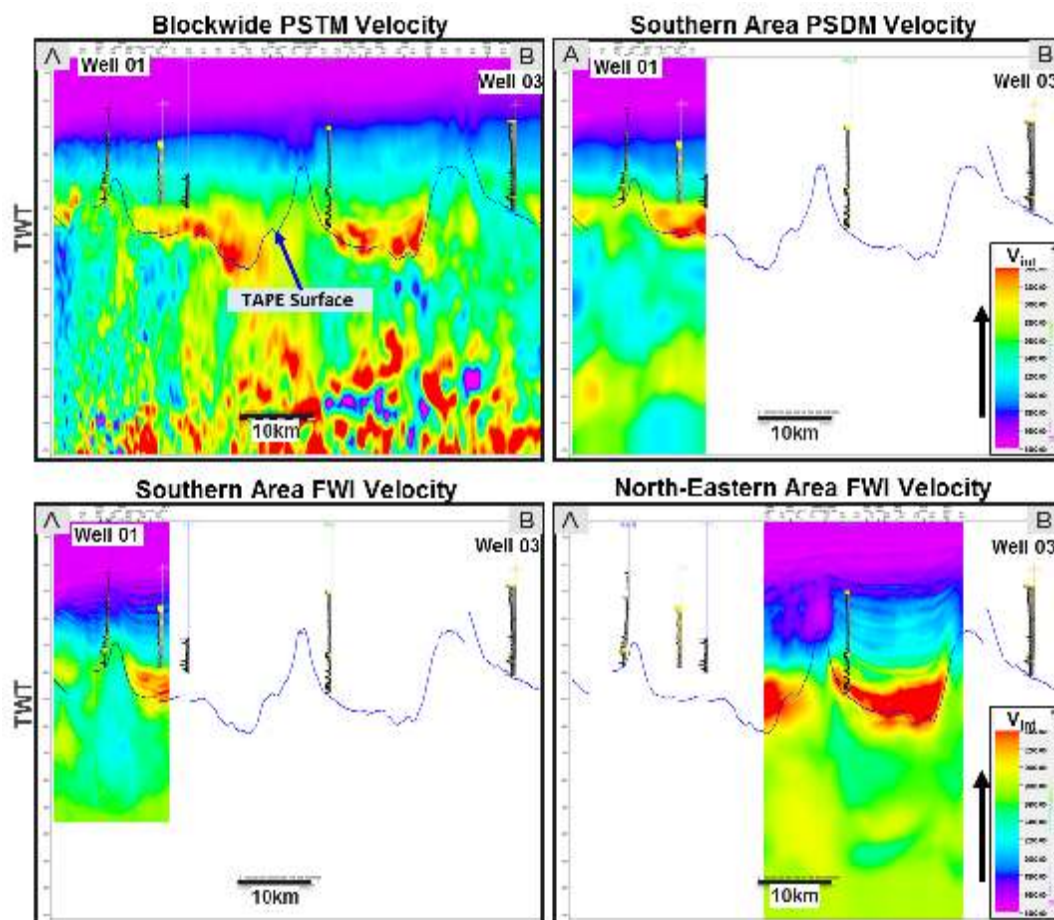 Blockwide PSTM Velocity
A
B
Well 01
Well 03
TWT
TAPE Surface
10km
Southern Area PSDM Velocity
A
B
Well 01
Well 03
Vint
10km
Southern Area FWI Velocity
A
B
Well 01
Well 03
TWT
10km
North-Eastern Area FWI Velocity
A
B
Well 03
Vint
10km